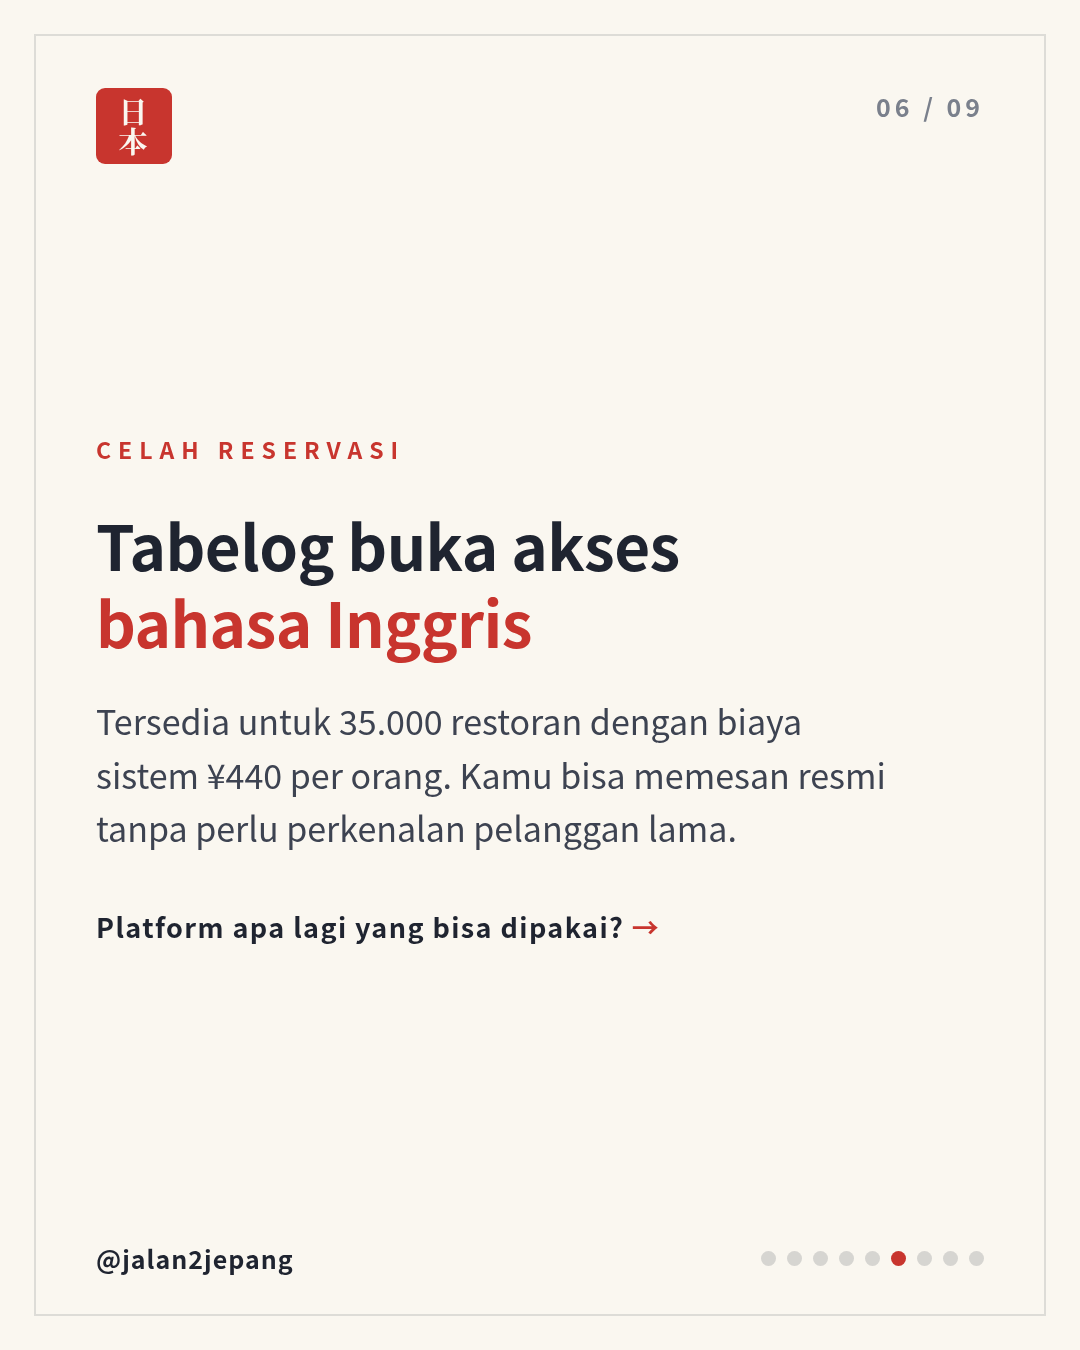 日本
06 / 09
CELAH RESERVASI
Tabelog buka akses
bahasa Inggris
Tersedia untuk 35.000 restoran dengan biaya
sistem ¥440 per orang. Kamu bisa memesan resmi
tanpa perlu perkenalan pelanggan lama.
Platform apa lagi yang bisa dipakai? →
@jalan2jepang